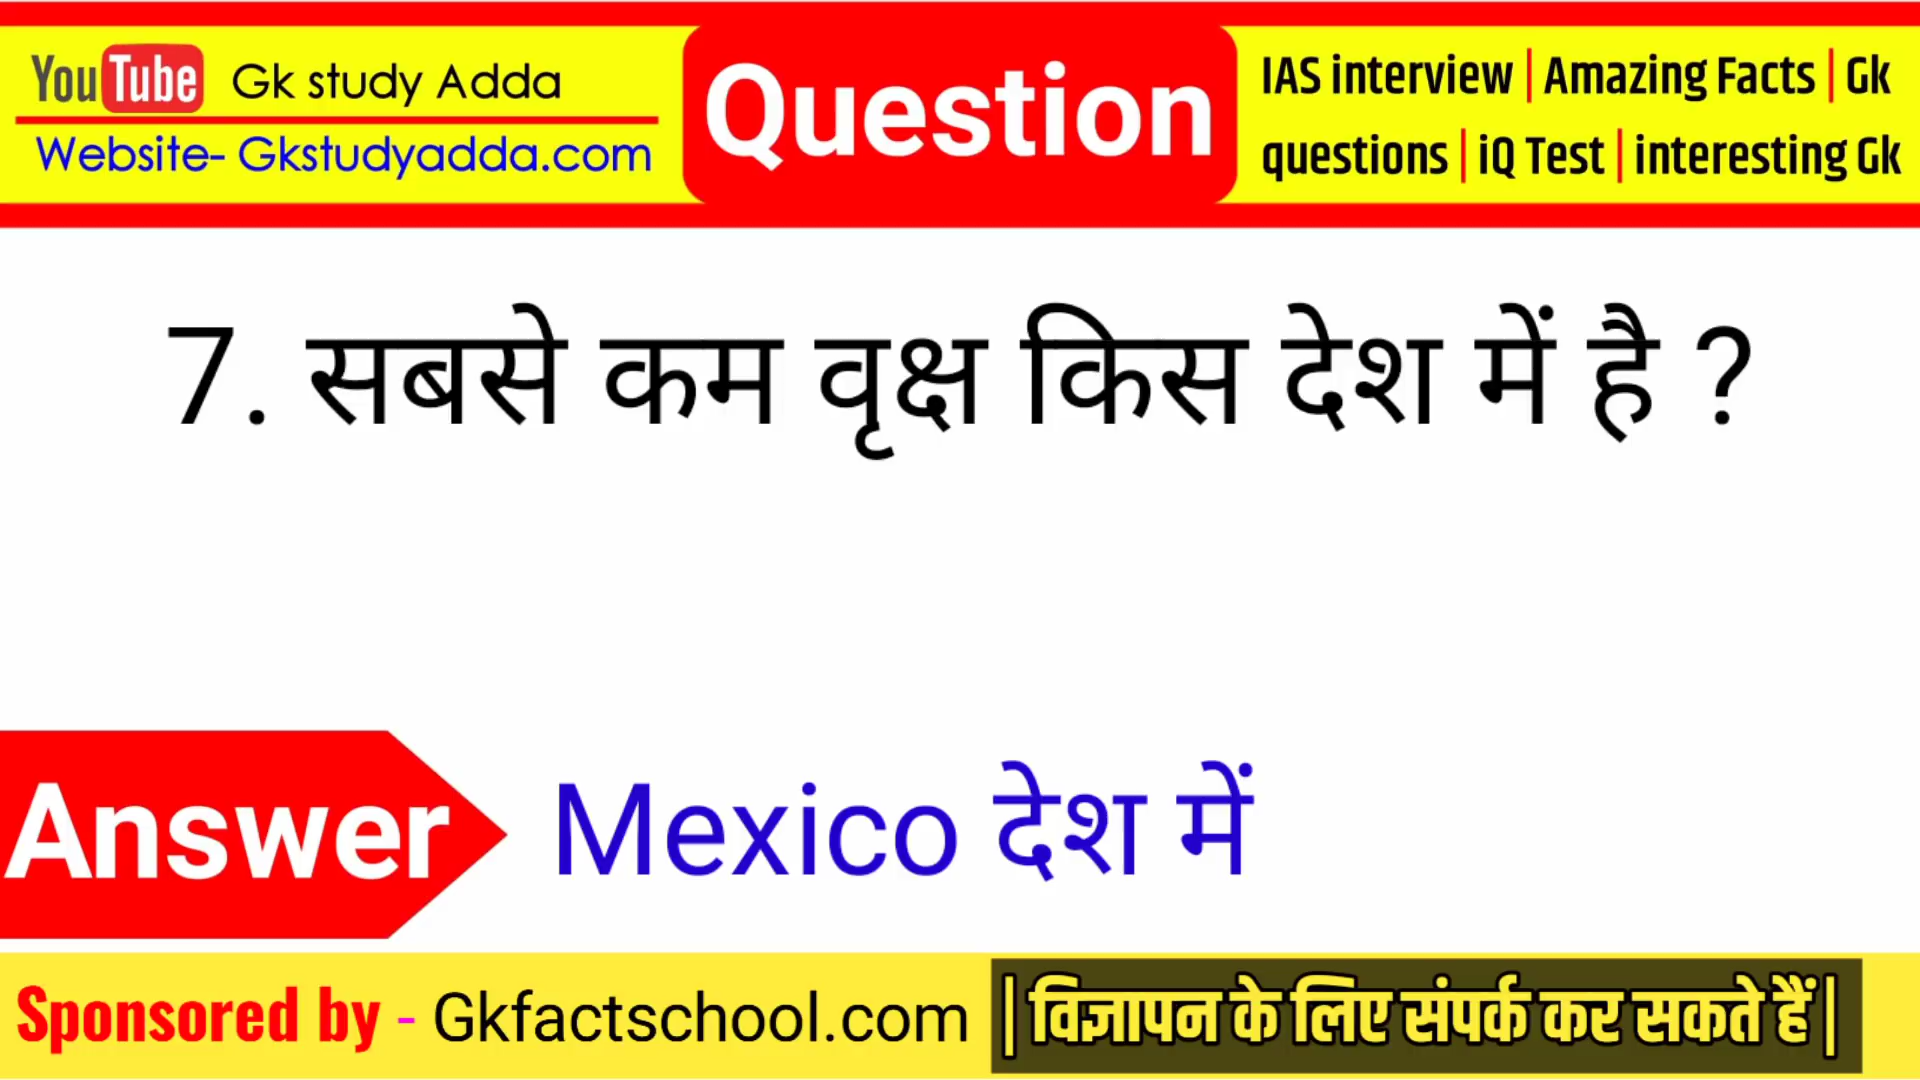 YouTube Gk study Adda
Website- Gkstudyadda.com
Question
IAS interview | Amazing Facts | Gk
questions | iQ Test | interesting Gk
7. सबसे कम वृक्ष किस देश में है ?
Answer
Mexico देश में
Sponsored by - Gkfactschool.com
| विज्ञापन के लिए संपर्क कर सकते हैं |